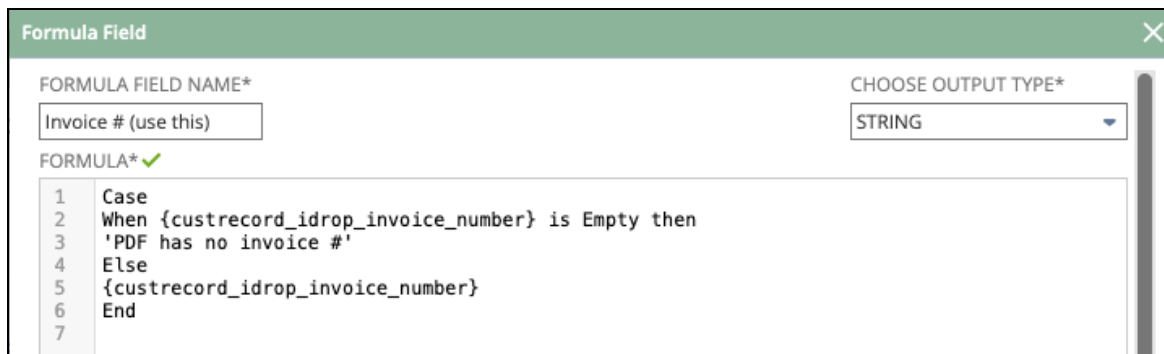 Formula Field
FORMULA FIELD NAME*
CHOOSE OUTPUT TYPE*
Invoice # (use this)
STRING
FORMULA*
1 Case
2 When {custrecord_idrop_invoice_number} is Empty then
3 'PDF has no invoice #'
4 Else
5 {custrecord_idrop_invoice_number}
6 End
7